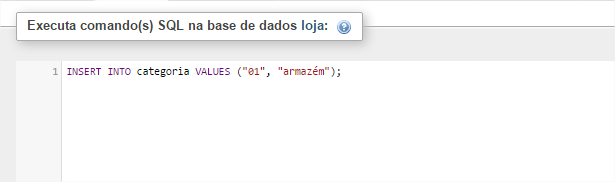 Executa comando(s) SQL na base de dados loja:
1 INSERT INTO categoria VALUES ("01", "armazém");